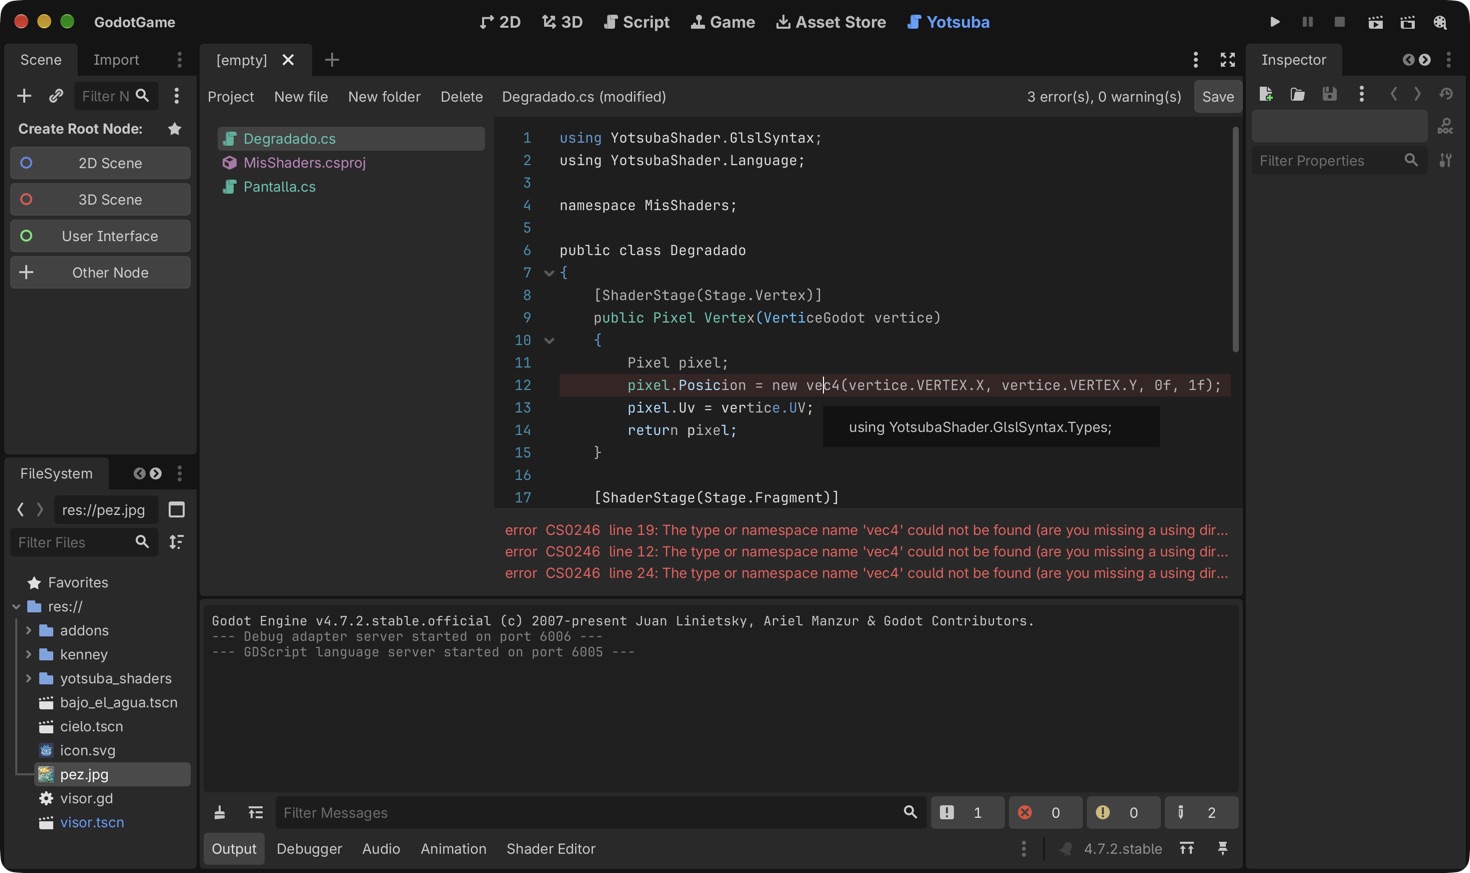 GodotGame
2D
3D
Script
Game
Asset Store
Yotsuba
Scene
Import
[empty]
Inspector
Filter N
Project
New file
New folder
Delete
Degradado.cs (modified)
3 error(s), 0 warning(s)
Save
Create Root Node:
2D Scene
3D Scene
User Interface
Other Node
Degradado.cs
MisShaders.csproj
Pantalla.cs
1 using YotsubaShader.GlslSyntax;
2 using YotsubaShader.Language;
3
4 namespace MisShaders;
5
6 public class Degradado
7 {
8 [ShaderStage(Stage.Vertex)]
9 public Pixel Vertex(VerticeGodot vertice)
10 {
11 Pixel pixel;
12 pixel.Posicion = new vec4(vertice.VERTEX.X, vertice.VERTEX.Y, 0f, 1f);
13 pixel.Uv = vertice.UV;
using YotsubaShader.GlslSyntax.Types;
14 return pixel;
15 }
16
17 [ShaderStage(Stage.Fragment)]
error CS0246 line 19: The type or namespace name 'vec4' could not be found (are you missing a using dir...
error CS0246 line 12: The type or namespace name 'vec4' could not be found (are you missing a using dir...
error CS0246 line 24: The type or namespace name 'vec4' could not be found (are you missing a using dir...
DOC
Filter Properties
FileSystem
res://pez.jpg
Filter Files
Favorites
res://
addons
kenney
yotsuba_shaders
bajo_el_agua.tscn
cielo.tscn
icon.svg
pez.jpg
visor.gd
visor.tscn
Godot Engine v4.7.2.stable.official (c) 2007-present Juan Linietsky, Ariel Manzur & Godot Contributors.
--- Debug adapter server started on port 6006 ---
--- GDScript language server started on port 6005 ---
Filter Messages
1
0
0
2
Output
Debugger
Audio
Animation
Shader Editor
4.7.2.stable